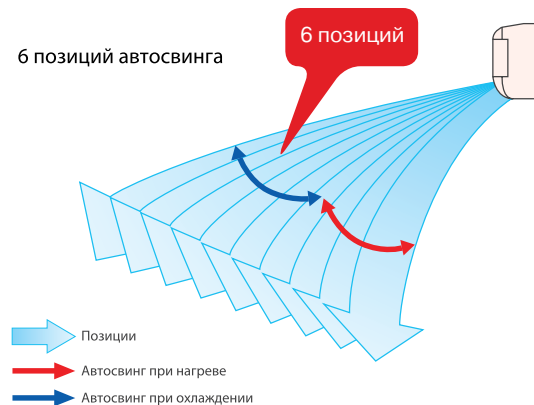 6 позиций автосвинга
6 позиций
Позиции
Автосвинг при нагреве
Автосвинг при охлаждении